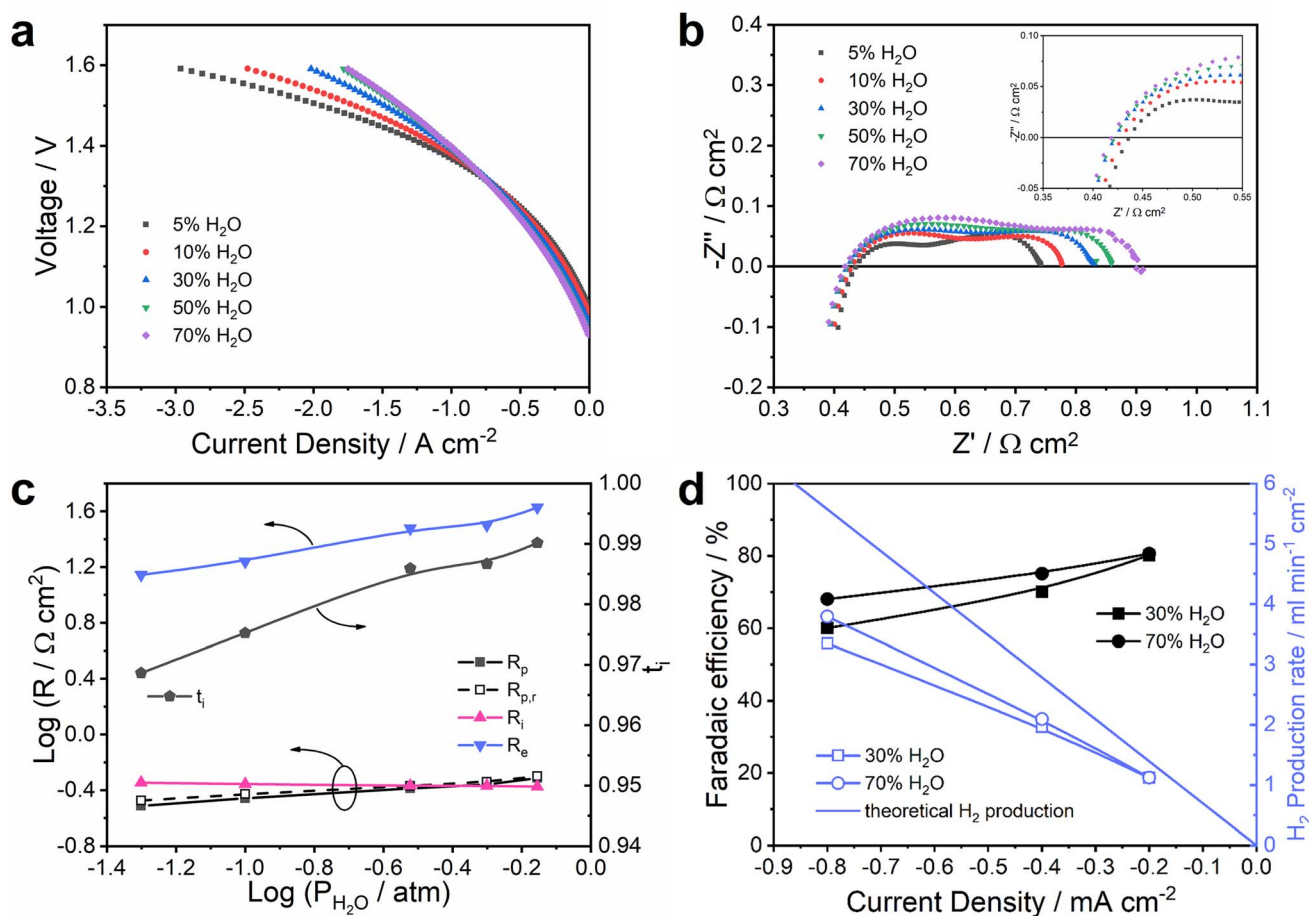 a
Voltage / V
1.6
1.4
1.2
1.0
0.8
5% H₂O
10% H₂O
30% H₂O
50% H₂O
70% H₂O
-3.5 -3.0 -2.5 -2.0 -1.5 -1.0 -0.5 0.0
Current Density / A cm⁻²
b
-Z'' / Ω cm²
0.4
0.3
0.2
0.1
0.0
-0.1
-0.2
5% H₂O
10% H₂O
30% H₂O
50% H₂O
70% H₂O
-Z'' / Ω cm²
0.10
0.05
0.00
-0.05
0.35 0.40 0.45 0.50 0.55
Z' / Ω cm²
0.3 0.4 0.5 0.6 0.7 0.8 0.9 1.0 1.1
Z' / Ω cm²
c
Log (R / Ω cm²)
1.6
1.2
0.8
0.4
0.0
-0.4
-0.8
tᵢ
Rₚ
Rₚ,ᵣ
Rᵢ
Rₑ
1.00
0.99
0.98
0.97
0.96
0.95
0.94
tᵢ
-1.4 -1.2 -1.0 -0.8 -0.6 -0.4 -0.2 0.0
Log (P_H₂O / atm)
d
Faradaic efficiency / %
100
80
60
40
20
0
30% H₂O
70% H₂O
30% H₂O
70% H₂O
theoretical H₂ production
6
5
4
3
2
1
0
H₂ Production rate / ml min⁻¹ cm⁻²
-0.9 -0.8 -0.7 -0.6 -0.5 -0.4 -0.3 -0.2 -0.1 0.0
Current Density / mA cm⁻²